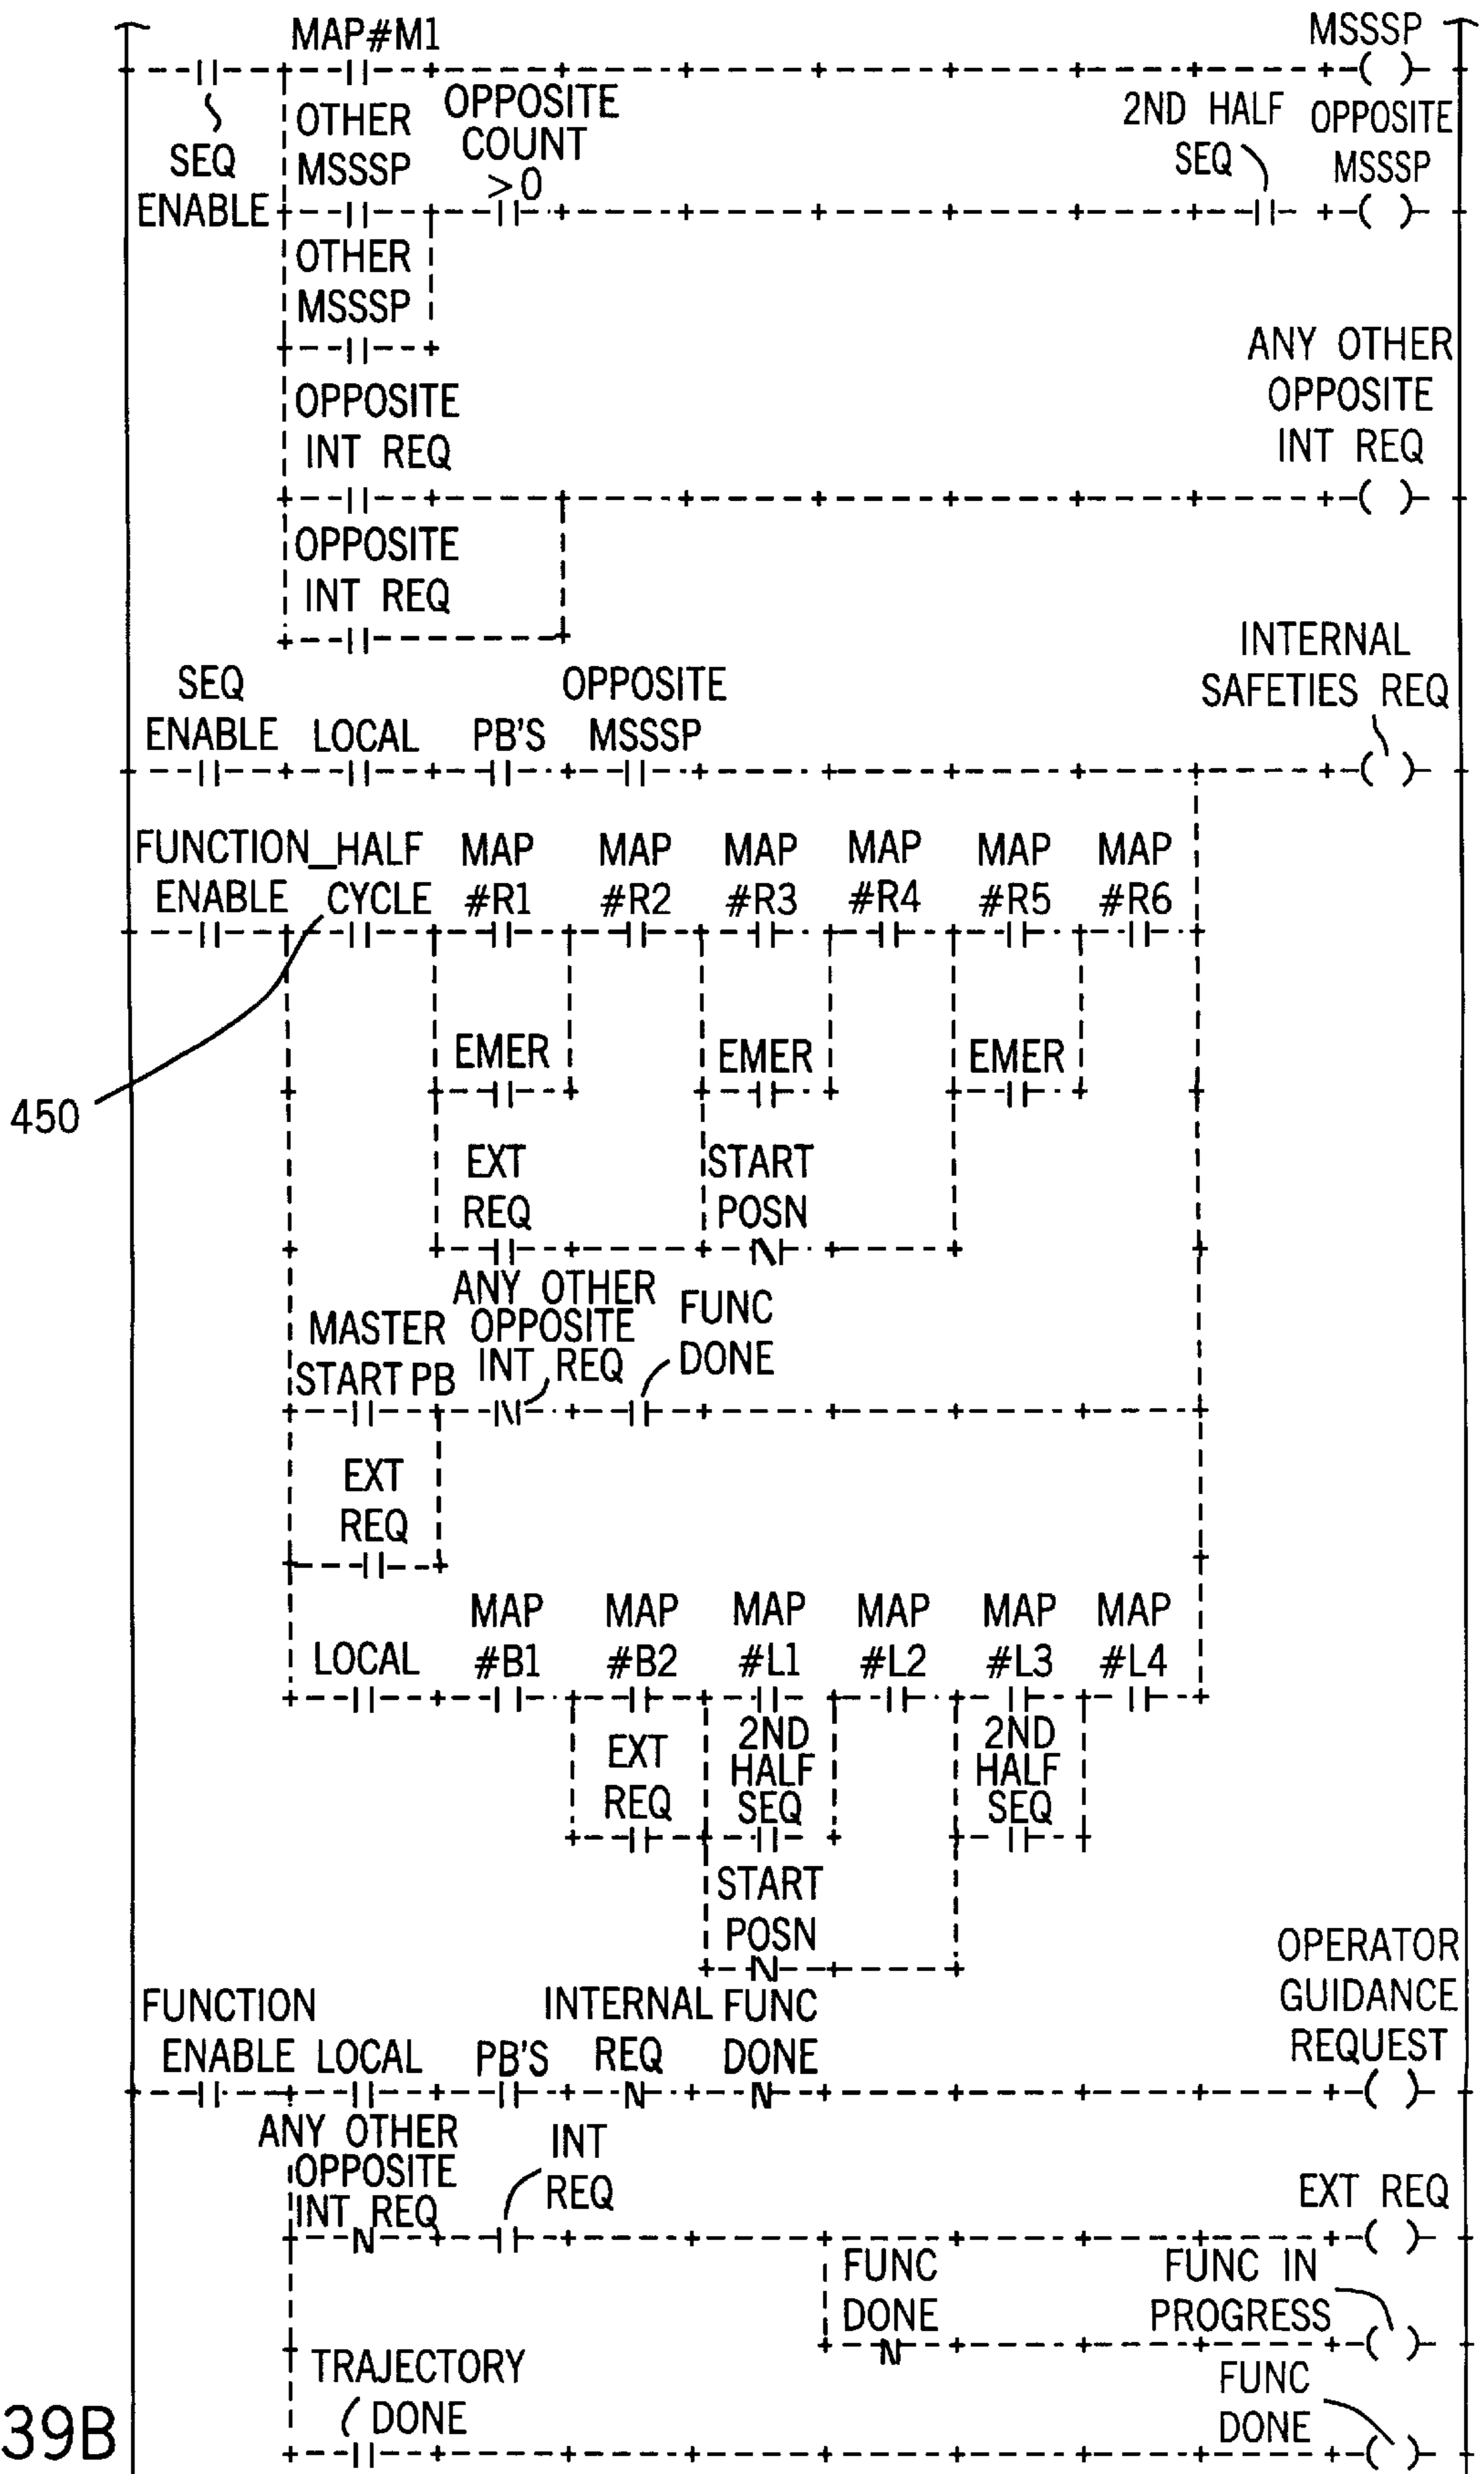 MAP#M1
MSSSP
SEQ
ENABLE
OTHER
MSSSP
OPPOSITE
COUNT
>0
2ND HALF
SEQ
OPPOSITE
MSSSP
OTHER
MSSSP
OPPOSITE
INT REQ
ANY OTHER
OPPOSITE
INT REQ
OPPOSITE
INT REQ
SEQ
ENABLE
LOCAL
PB'S
OPPOSITE
MSSSP
INTERNAL
SAFETIES REQ
FUNCTION_HALF
ENABLE
CYCLE
MAP
#R1
MAP
#R2
MAP
#R3
MAP
#R4
MAP
#R5
MAP
#R6
450
EMER
EMER
EMER
EXT
REQ
START
POSN
MASTER
START PB
ANY OTHER
OPPOSITE
INT REQ
FUNC
DONE
EXT
REQ
LOCAL
MAP
#B1
MAP
#B2
MAP
#L1
MAP
#L2
MAP
#L3
MAP
#L4
EXT
REQ
2ND
HALF
SEQ
2ND
HALF
SEQ
START
POSN
FUNCTION
ENABLE
LOCAL
PB'S
INTERNAL
REQ
FUNC
DONE
OPERATOR
GUIDANCE
REQUEST
ANY OTHER
OPPOSITE
INT REQ
INT
REQ
EXT REQ
FUNC
DONE
FUNC IN
PROGRESS
TRAJECTORY
DONE
FUNC
DONE
39B